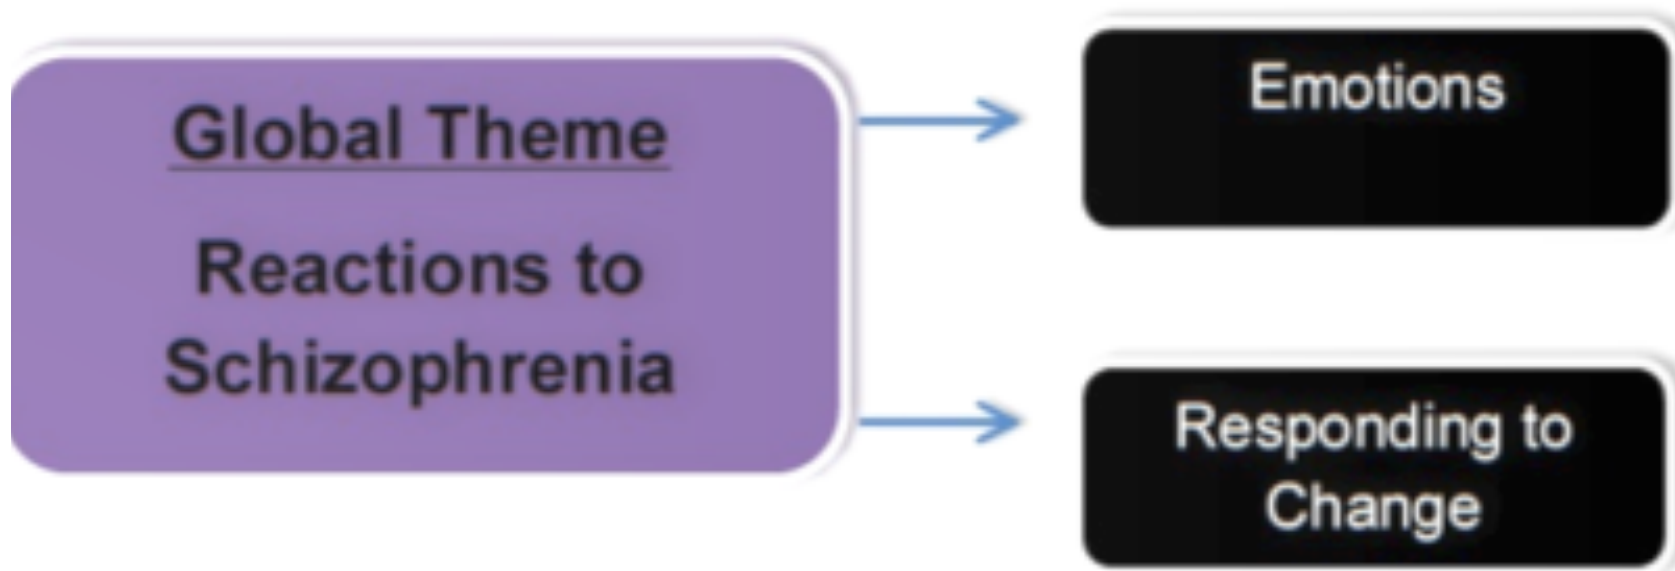 Global Theme
Reactions to
Schizophrenia
Emotions
Responding to
Change